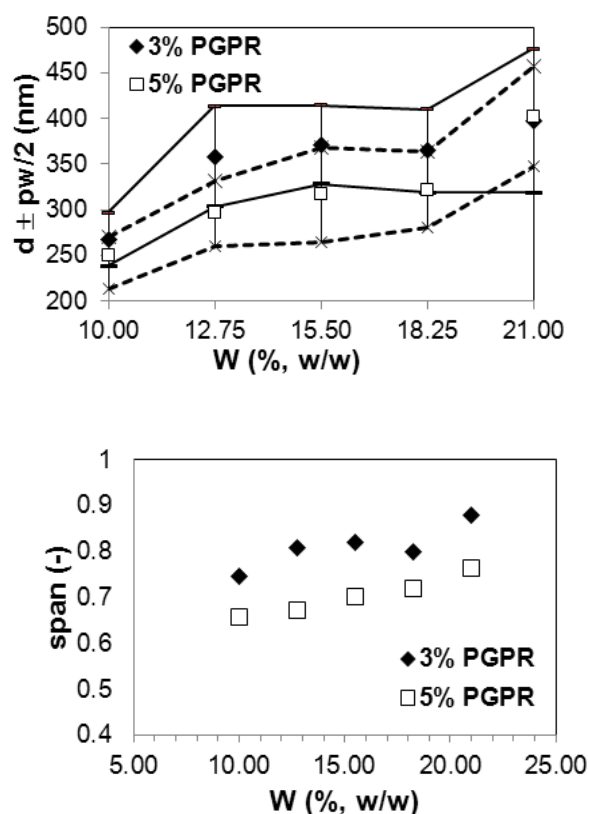 500
450
400
350
300
250
200
d ± pw/2 (nm)
3% PGPR
5% PGPR
10.00 12.75 15.50 18.25 21.00
W (%, w/w)
1
0.9
0.8
0.7
0.6
0.5
0.4
span (-)
3% PGPR
5% PGPR
5.00 10.00 15.00 20.00 25.00
W (%, w/w)